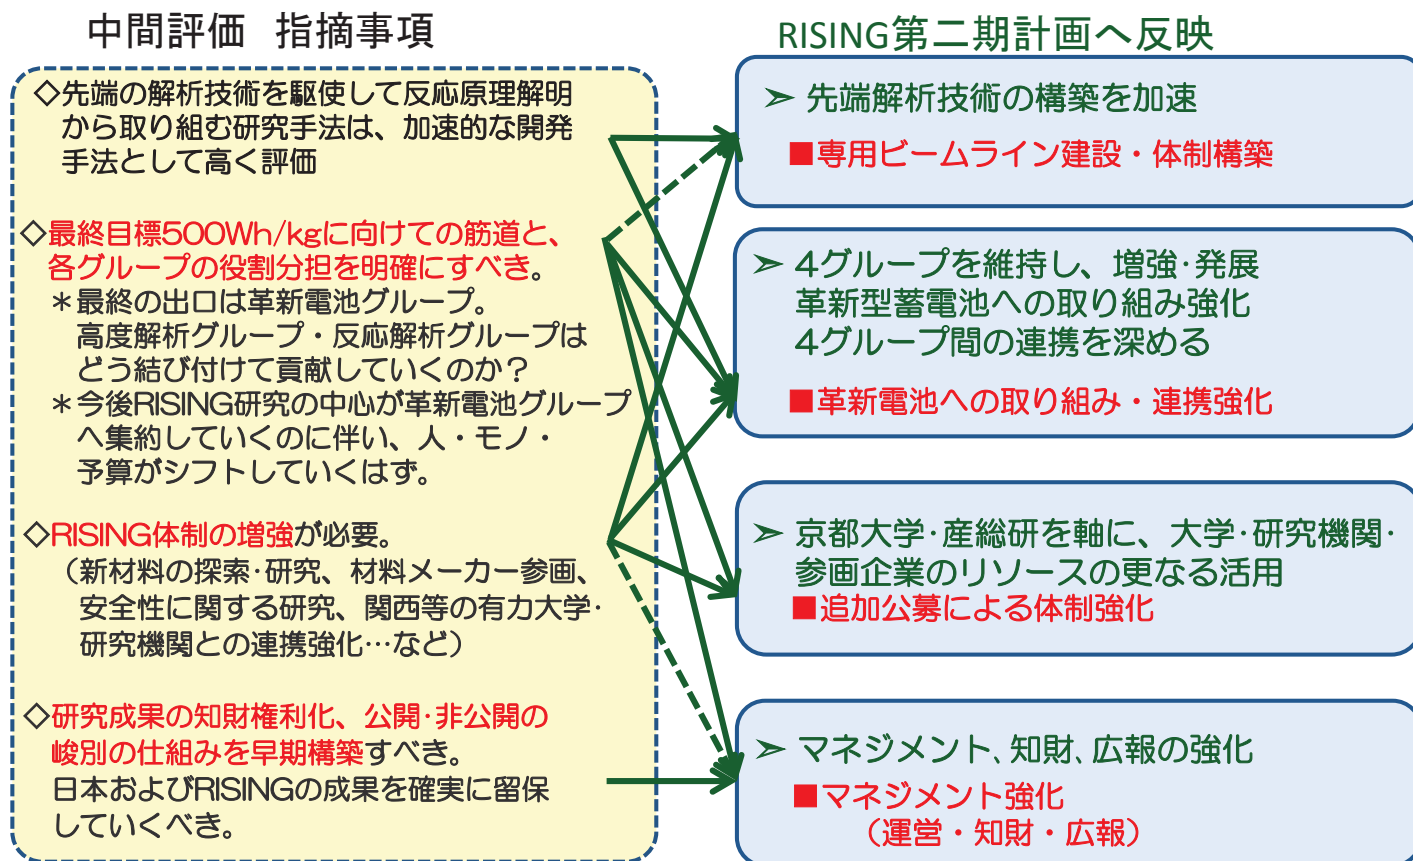 中間評価　指摘事項
◇先端の解析技術を駆使して反応原理解明
から取り組む研究手法は、加速的な開発
手法として高く評価
◇最終目標500Wh/kgに向けての筋道と、
各グループの役割分担を明確にすべき。
＊最終の出口は革新電池グループ。
高度解析グループ・反応解析グループは
どう結び付けて貢献していくのか？
＊今後RISING研究の中心が革新電池グループ
へ集約していくのに伴い、人・モノ・
予算がシフトしていくはず。
◇RISING体制の増強が必要。
（新材料の探索・研究、材料メーカー参画、
安全性に関する研究、関西等の有力大学・
研究機関との連携強化…など）
◇研究成果の知財権利化、公開・非公開の
峻別の仕組みを早期構築すべき。
日本およびRISINGの成果を確実に留保
していくべき。
RISING第二期計画へ反映
➢ 先端解析技術の構築を加速
■専用ビームライン建設・体制構築
➢ 4グループを維持し、増強・発展
革新型蓄電池への取り組み強化
4グループ間の連携を深める
■革新電池への取り組み・連携強化
➢ 京都大学・産総研を軸に、大学・研究機関・
参画企業のリソースの更なる活用
■追加公募による体制強化
➢ マネジメント、知財、広報の強化
■マネジメント強化
（運営・知財・広報）